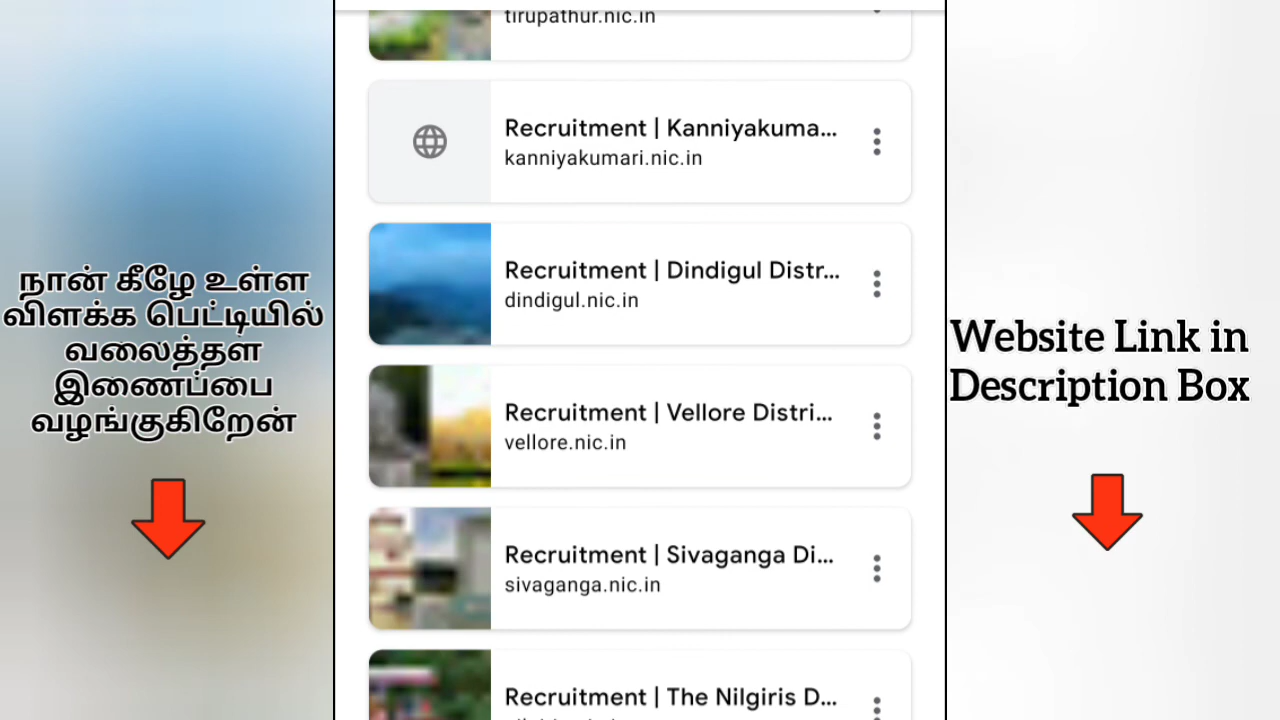 நான் கீழே உள்ள
விளக்க பெட்டியில்
வலைத்தள
இணைப்பை
வழங்குகிறேன்
tirupathur.nic.in
Recruitment | Kanniyakuma...
kanniyakumari.nic.in
Recruitment | Dindigul Distr...
dindigul.nic.in
Recruitment | Vellore Distri...
vellore.nic.in
Recruitment | Sivaganga Di...
sivaganga.nic.in
Recruitment | The Nilgiris D...
Website Link in
Description Box